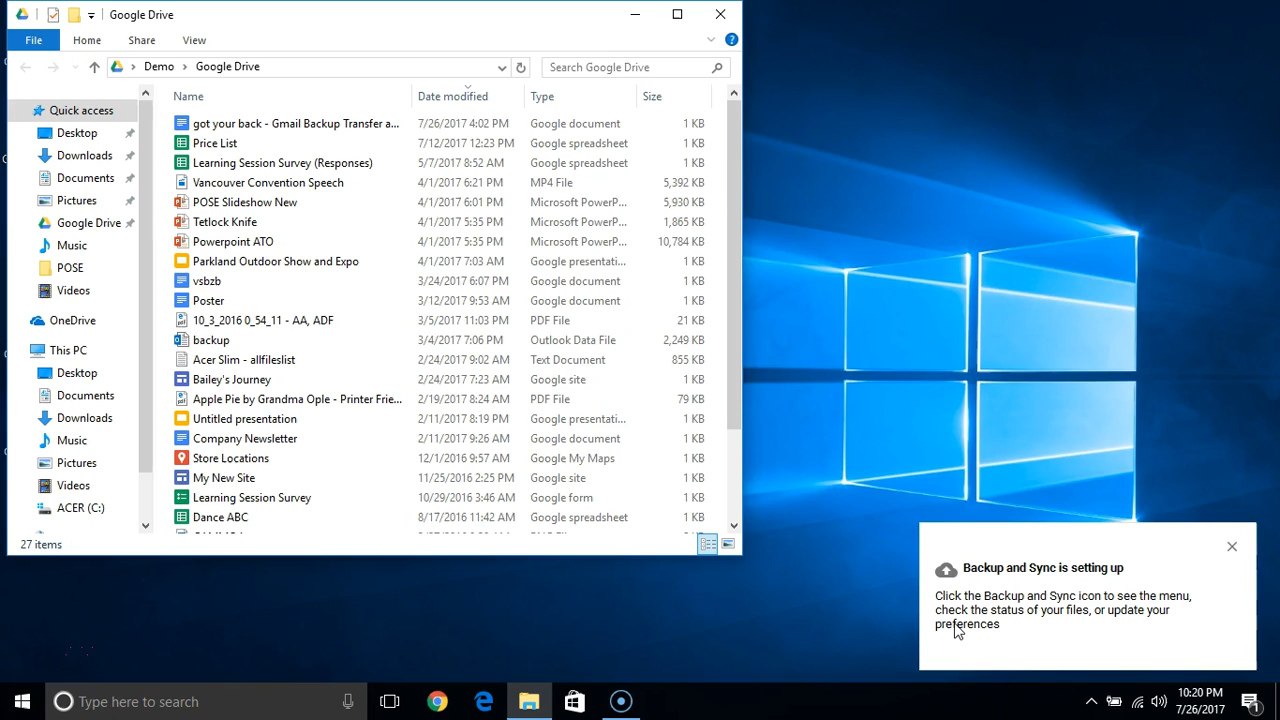 Google Drive
File Home Share View
Demo Google Drive
Search Google Drive
Name Date modified Type Size
Quick access
Desktop
Downloads
Documents
Pictures
Google Drive
Music
POSE
Videos
OneDrive
This PC
Desktop
Documents
Downloads
Music
Pictures
Videos
ACER (C:)
got your back - Gmail Backup Transfer a... 7/26/2017 4:02 PM Google document 1 KB
Price List 7/12/2017 12:23 PM Google spreadsheet 1 KB
Learning Session Survey (Responses) 5/7/2017 8:52 AM Google spreadsheet 1 KB
Vancouver Convention Speech 4/1/2017 6:21 PM MP4 File 5,392 KB
POSE Slideshow New 4/1/2017 6:01 PM Microsoft PowerP... 5,930 KB
Tetlock Knife 4/1/2017 5:35 PM Microsoft PowerP... 1,865 KB
Powerpoint ATO 4/1/2017 5:35 PM Microsoft PowerP... 10,784 KB
Parkland Outdoor Show and Expo 4/1/2017 7:03 AM Google presentati... 1 KB
vsbzb 3/24/2017 6:07 PM Google document 1 KB
Poster 3/12/2017 9:53 AM Google document 1 KB
10_3_2016 0_54_11 - AA, ADF 3/5/2017 11:03 PM PDF File 21 KB
backup 3/4/2017 7:06 PM Outlook Data File 2,249 KB
Acer Slim - allfileslist 2/24/2017 9:02 AM Text Document 855 KB
Bailey's Journey 2/24/2017 7:23 AM Google site 1 KB
Apple Pie by Grandma Ople - Printer Frie... 2/19/2017 8:24 AM PDF File 79 KB
Untitled presentation 2/11/2017 8:19 PM Google presentati... 1 KB
Company Newsletter 2/11/2017 9:26 AM Google document 1 KB
Store Locations 12/1/2016 9:57 AM Google My Maps 1 KB
My New Site 11/25/2016 2:25 PM Google site 1 KB
Learning Session Survey 10/29/2016 3:46 AM Google form 1 KB
Dance ABC 8/17/2016 11:42 AM Google spreadsheet 1 KB
27 items
Backup and Sync is setting up
Click the Backup and Sync icon to see the menu,
check the status of your files, or update your
preferences
Type here to search
10:20 PM
7/26/2017
1